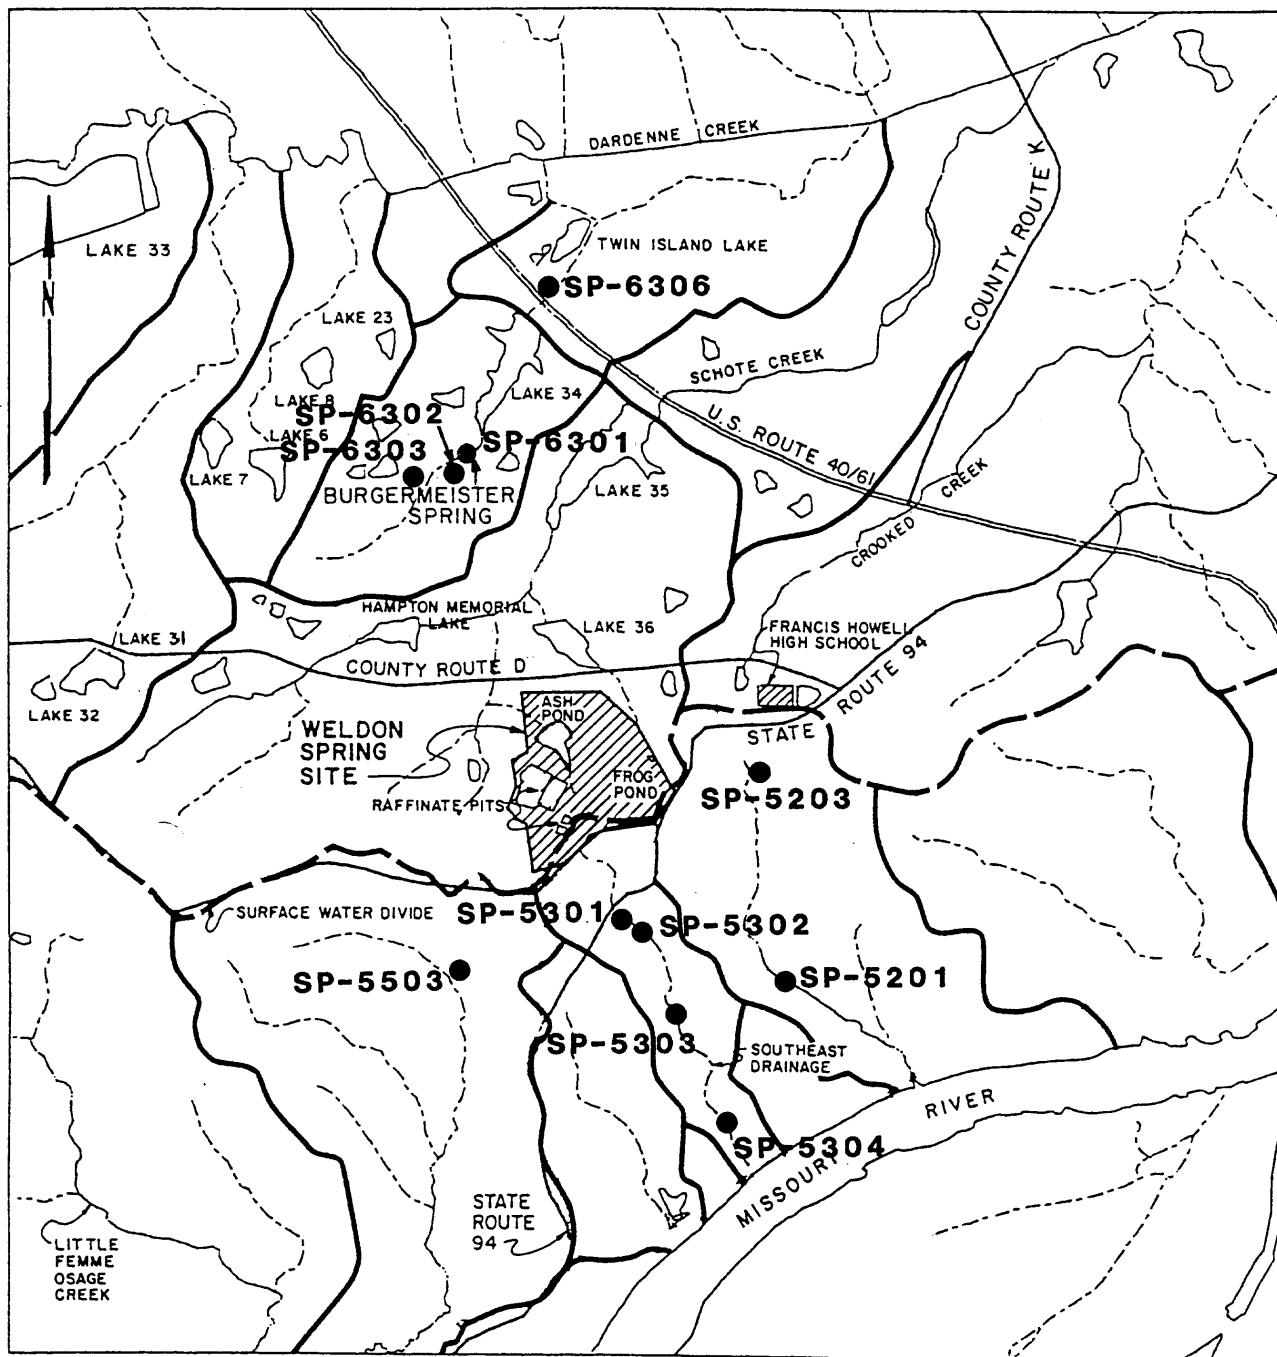 DARDENNE CREEK
COUNTY ROUTE K
LAKE 33
TWIN ISLAND LAKE
N
SP-6306
LAKE 23
SCHOTE CREEK
LAKE 34
LAKE 8
SP-6302
U.S. ROUTE 40/61
LAKE 6
SP-6301
SP-6303
LAKE 7
LAKE 35
CREEK
CROOKED
BURGERMEISTER
SPRING
HAMPTON MEMORIAL
LAKE
LAKE 36
FRANCIS HOWELL
HIGH SCHOOL
LAKE 31
COUNTY ROUTE D
STATE ROUTE 94
LAKE 32
ASH
POND
WELDON
SPRING
SITE
FROG
POND
RAFFINATE PITS
SP-5203
SURFACE WATER DIVIDE
SP-5301
SP-5302
SP-5503
SP-5201
SP-5303
SOUTHEAST
DRAINAGE
SP-5304
MISSOURI RIVER
STATE
ROUTE
94
LITTLE
FEMME
OSAGE
CREEK